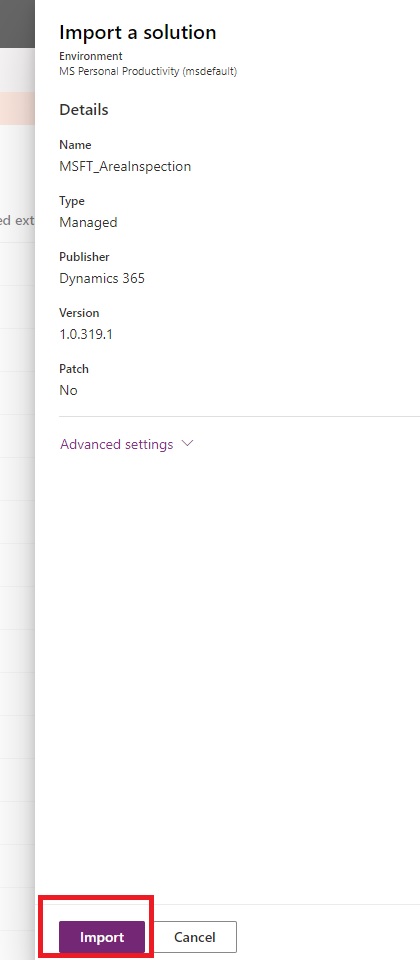 Import a solution
Environment
MS Personal Productivity (msdefault)
Details
Name
MSFT_AreaInspection
Type
Managed
ed ext
Publisher
Dynamics 365
Version
1.0.319.1
Patch
No
Advanced settings
Import
Cancel